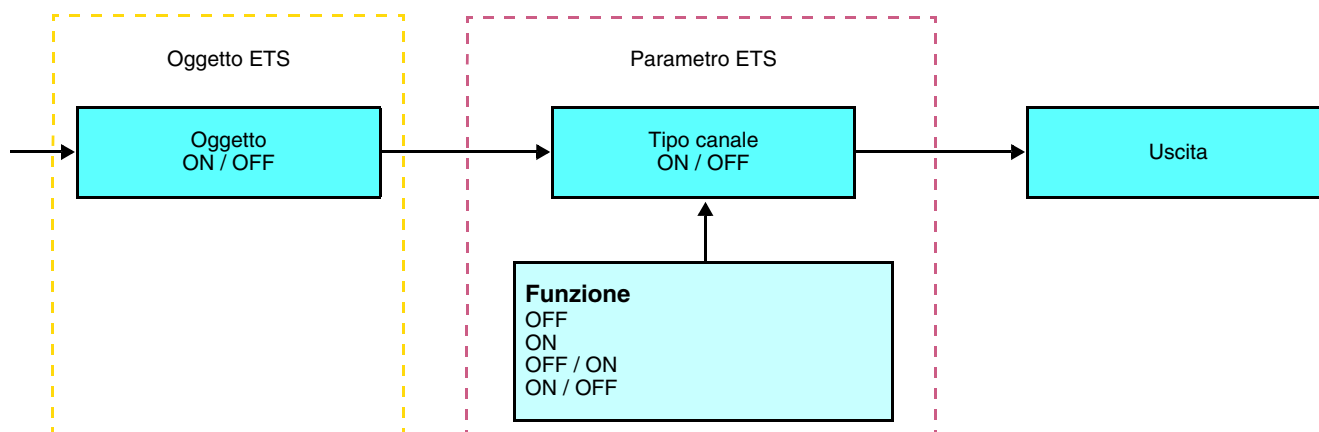 Oggetto ETS
Parametro ETS
Oggetto
ON / OFF
Tipo canale
ON / OFF
Uscita
Funzione
OFF
ON
OFF / ON
ON / OFF